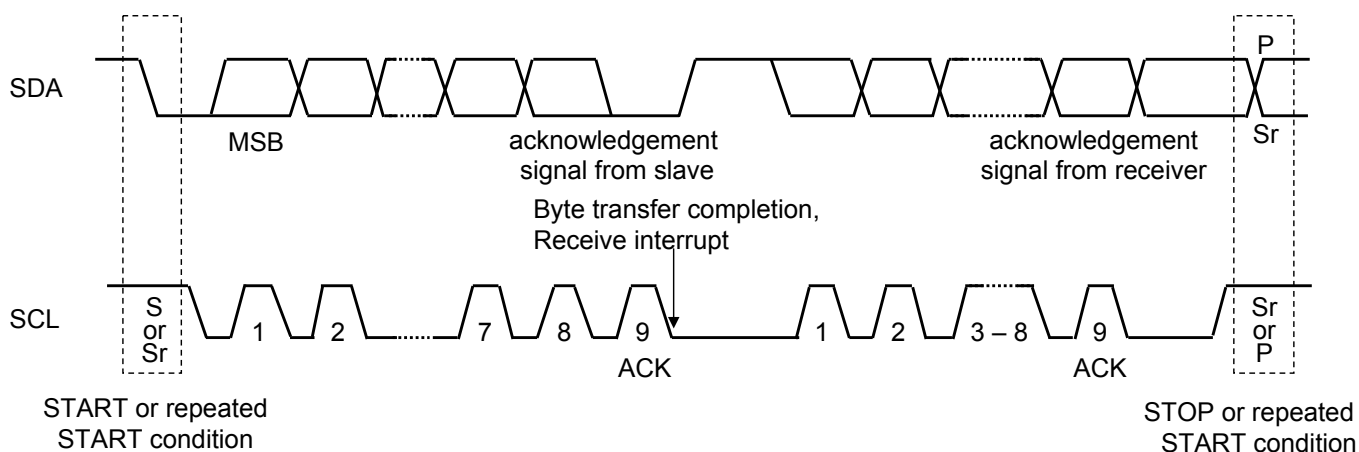 P
SDA
MSB
acknowledgement
signal from slave
acknowledgement
signal from receiver
Sr
Byte transfer completion,
Receive interrupt
SCL
S
or
Sr
1
2
7
8
9
1
2
3 – 8
9
Sr
or
P
ACK
ACK
START or repeated
START condition
STOP or repeated
START condition